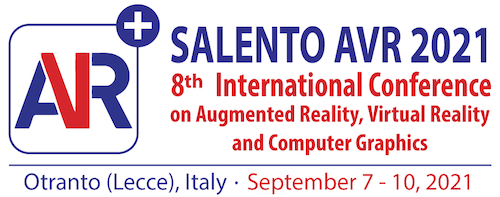 AVR+
SALENTO AVR 2021
8th International Conference
on Augmented Reality, Virtual Reality
and Computer Graphics
Otranto (Lecce), Italy · September 7 - 10, 2021